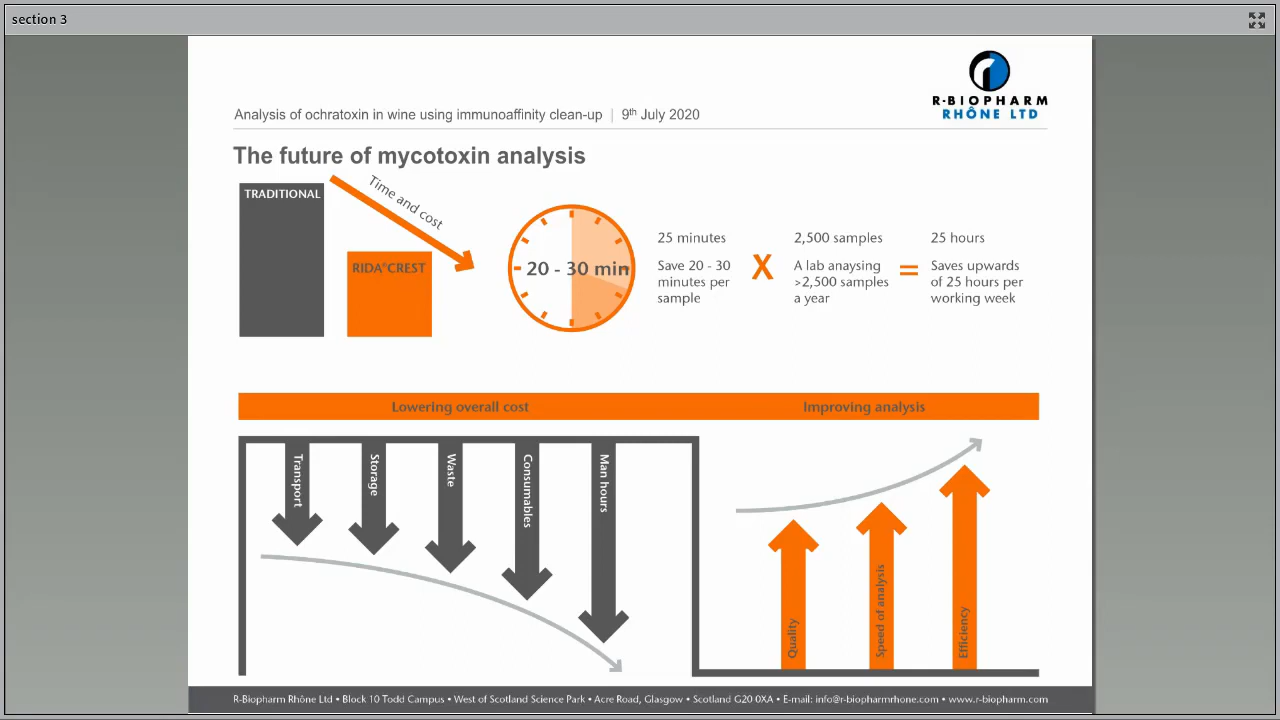 section 3
R-BIOPHARM
RHÔNE LTD
Analysis of ochratoxin in wine using immunoaffinity clean-up | 9th July 2020
The future of mycotoxin analysis
TRADITIONAL
Time and cost
RIDA®CREST
20 - 30 min
25 minutes
Save 20 - 30
minutes per
sample
X
2,500 samples
A lab anaysing
>2,500 samples
a year
=
25 hours
Saves upwards
of 25 hours per
working week
Lowering overall cost
Improving analysis
Transport
Storage
Waste
Consumables
Man hours
Quality
Speed of analysis
Efficiency
R-Biopharm Rhône Ltd • Block 10 Todd Campus • West of Scotland Science Park • Acre Road, Glasgow • Scotland G20 0XA • E-mail: info@r-biopharmrhone.com • www.r-biopharm.com